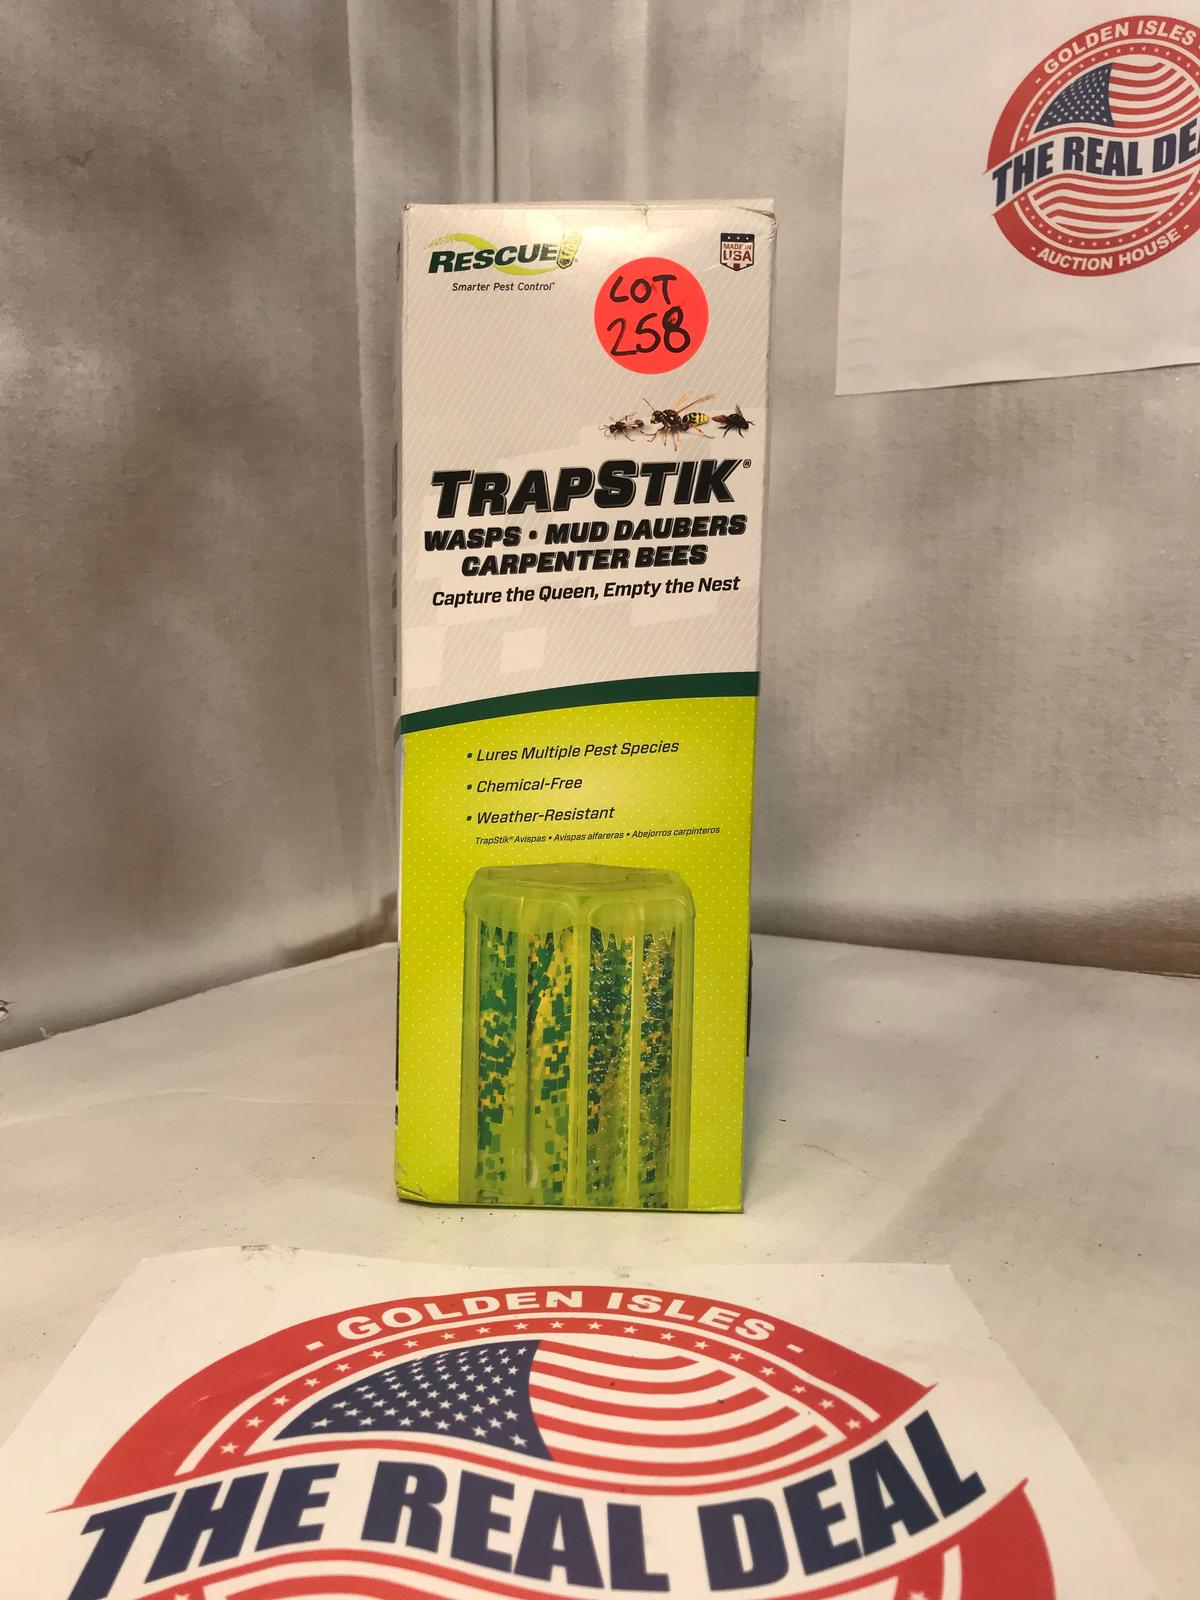 GOLDEN ISLES
THE REAL DEA
AUCTION HOUSE
RESCUE!
Smarter Pest Control®
MADE IN
USA
LOT
258
TRAPSTIK®
WASPS • MUD DAUBERS
CARPENTER BEES
Capture the Queen, Empty the Nest
• Lures Multiple Pest Species
• Chemical-Free
• Weather-Resistant
TrapStik® Avispas • Avispas alfareras • Abejorros carpinteros
GOLDEN ISLES
THE REAL DEAL